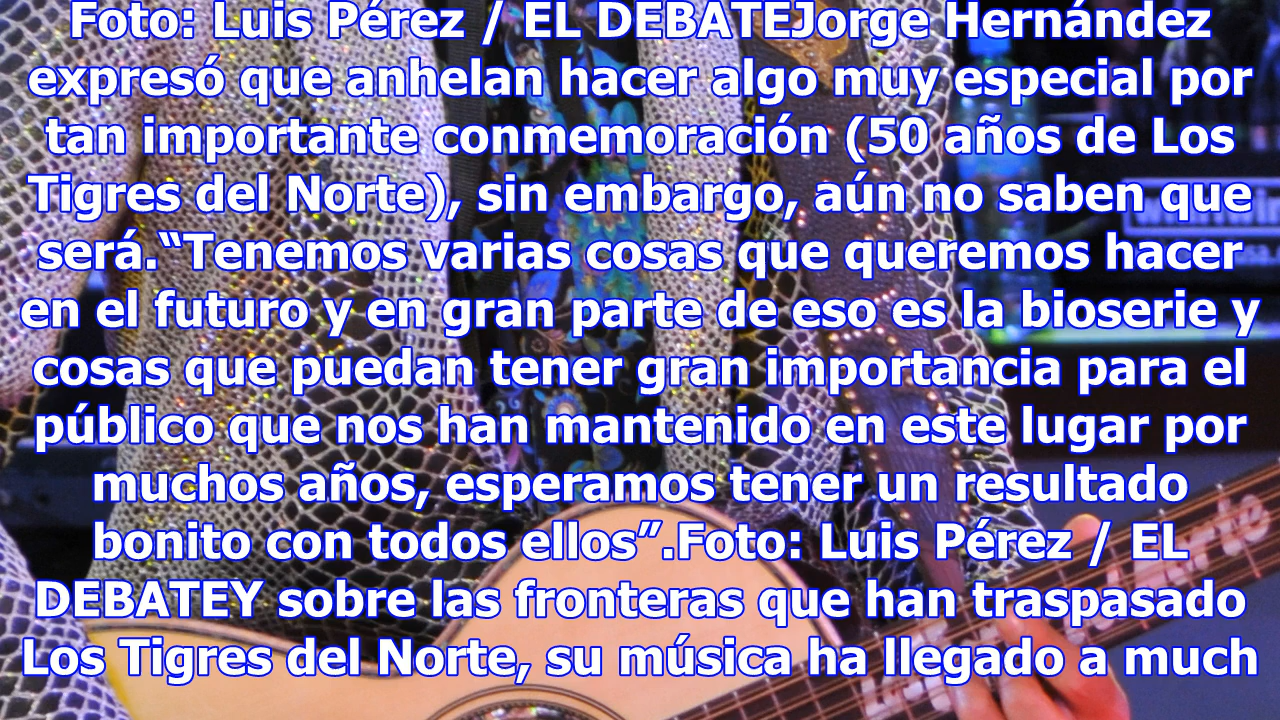 Foto: Luis Pérez / EL DEBATEJorge Hernández
expresó que anhelan hacer algo muy especial por
tan importante conmemoración (50 años de Los
Tigres del Norte), sin embargo, aún no saben que
será.“Tenemos varias cosas que queremos hacer
en el futuro y en gran parte de eso es la bioserie y
cosas que puedan tener gran importancia para el
público que nos han mantenido en este lugar por
muchos años, esperamos tener un resultado
bonito con todos ellos”.Foto: Luis Pérez / EL
DEBATEY sobre las fronteras que han traspasado
Los Tigres del Norte, su música ha llegado a much